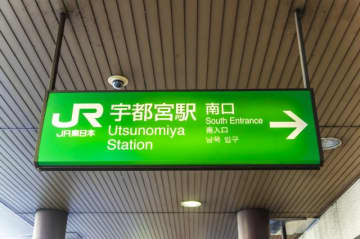 JR
JR東日本
宇都宮駅
Utsunomiya
Station
南口
South Entrance
南入口
남쪽 입구